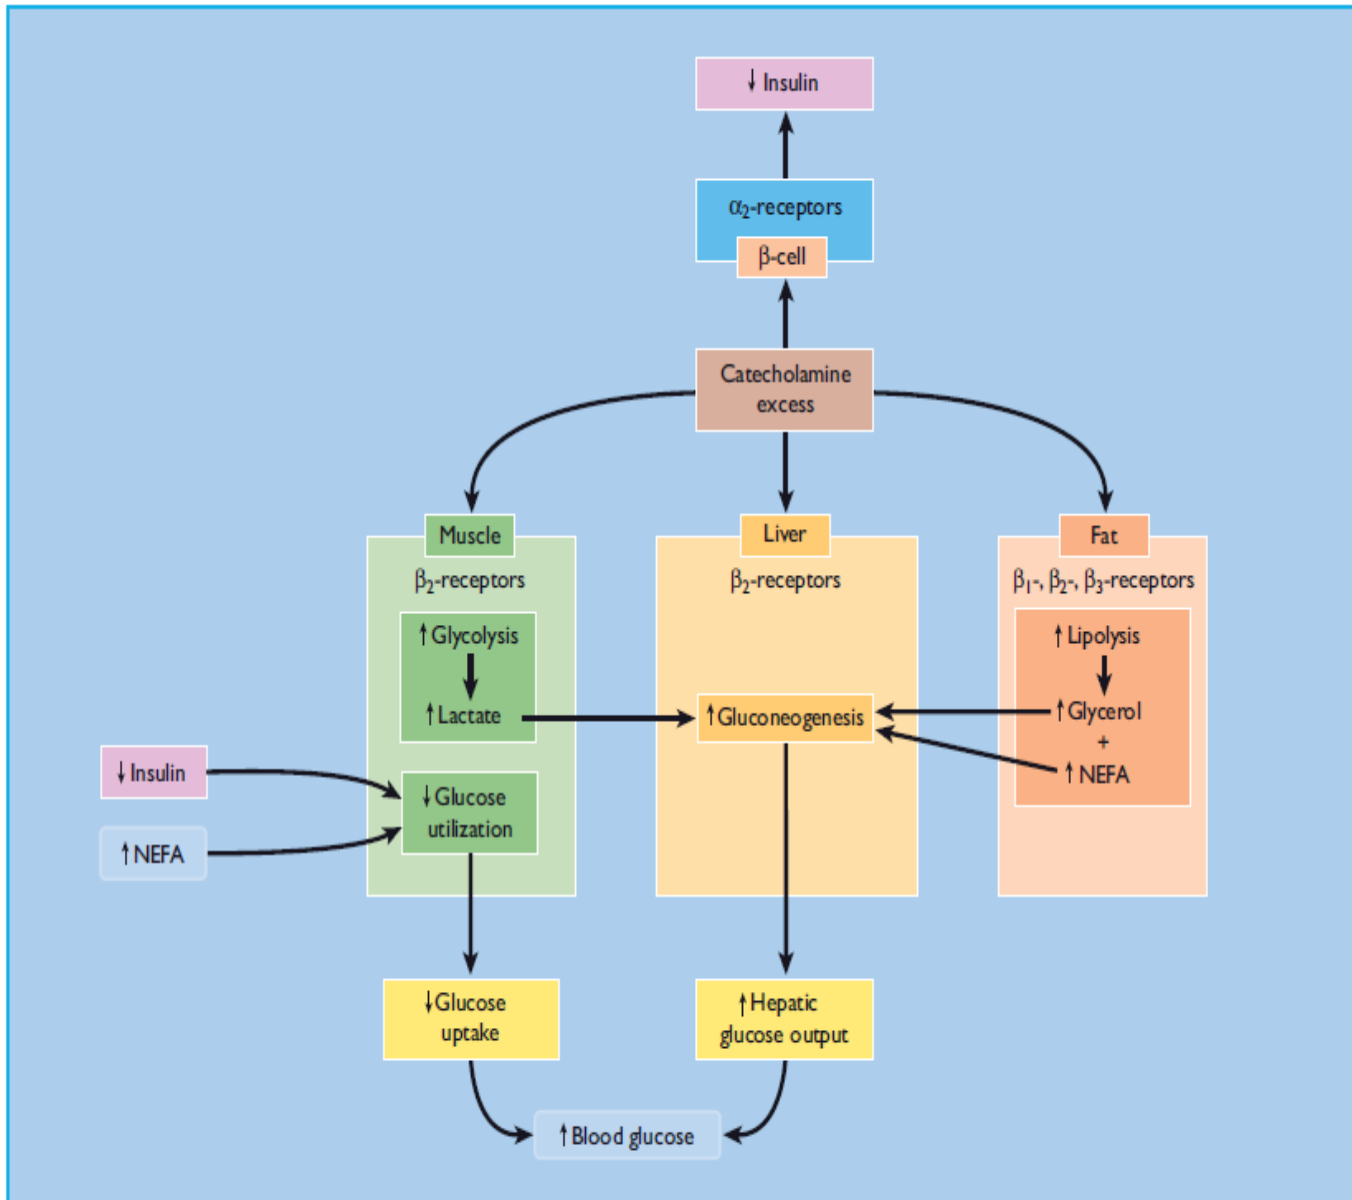 ↓ Insulin
α₂-receptors
β-cell
Catecholamine
excess
Muscle
β₂-receptors
↑Glycolysis
↑Lactate
↓Glucose
utilization
↓ Insulin
↑NEFA
Liver
β₂-receptors
↑Gluconeogenesis
Fat
β₁-, β₂-, β₃-receptors
↑Lipolysis
↑Glycerol
+
↑NEFA
↓Glucose
uptake
↑Hepatic
glucose output
↑Blood glucose